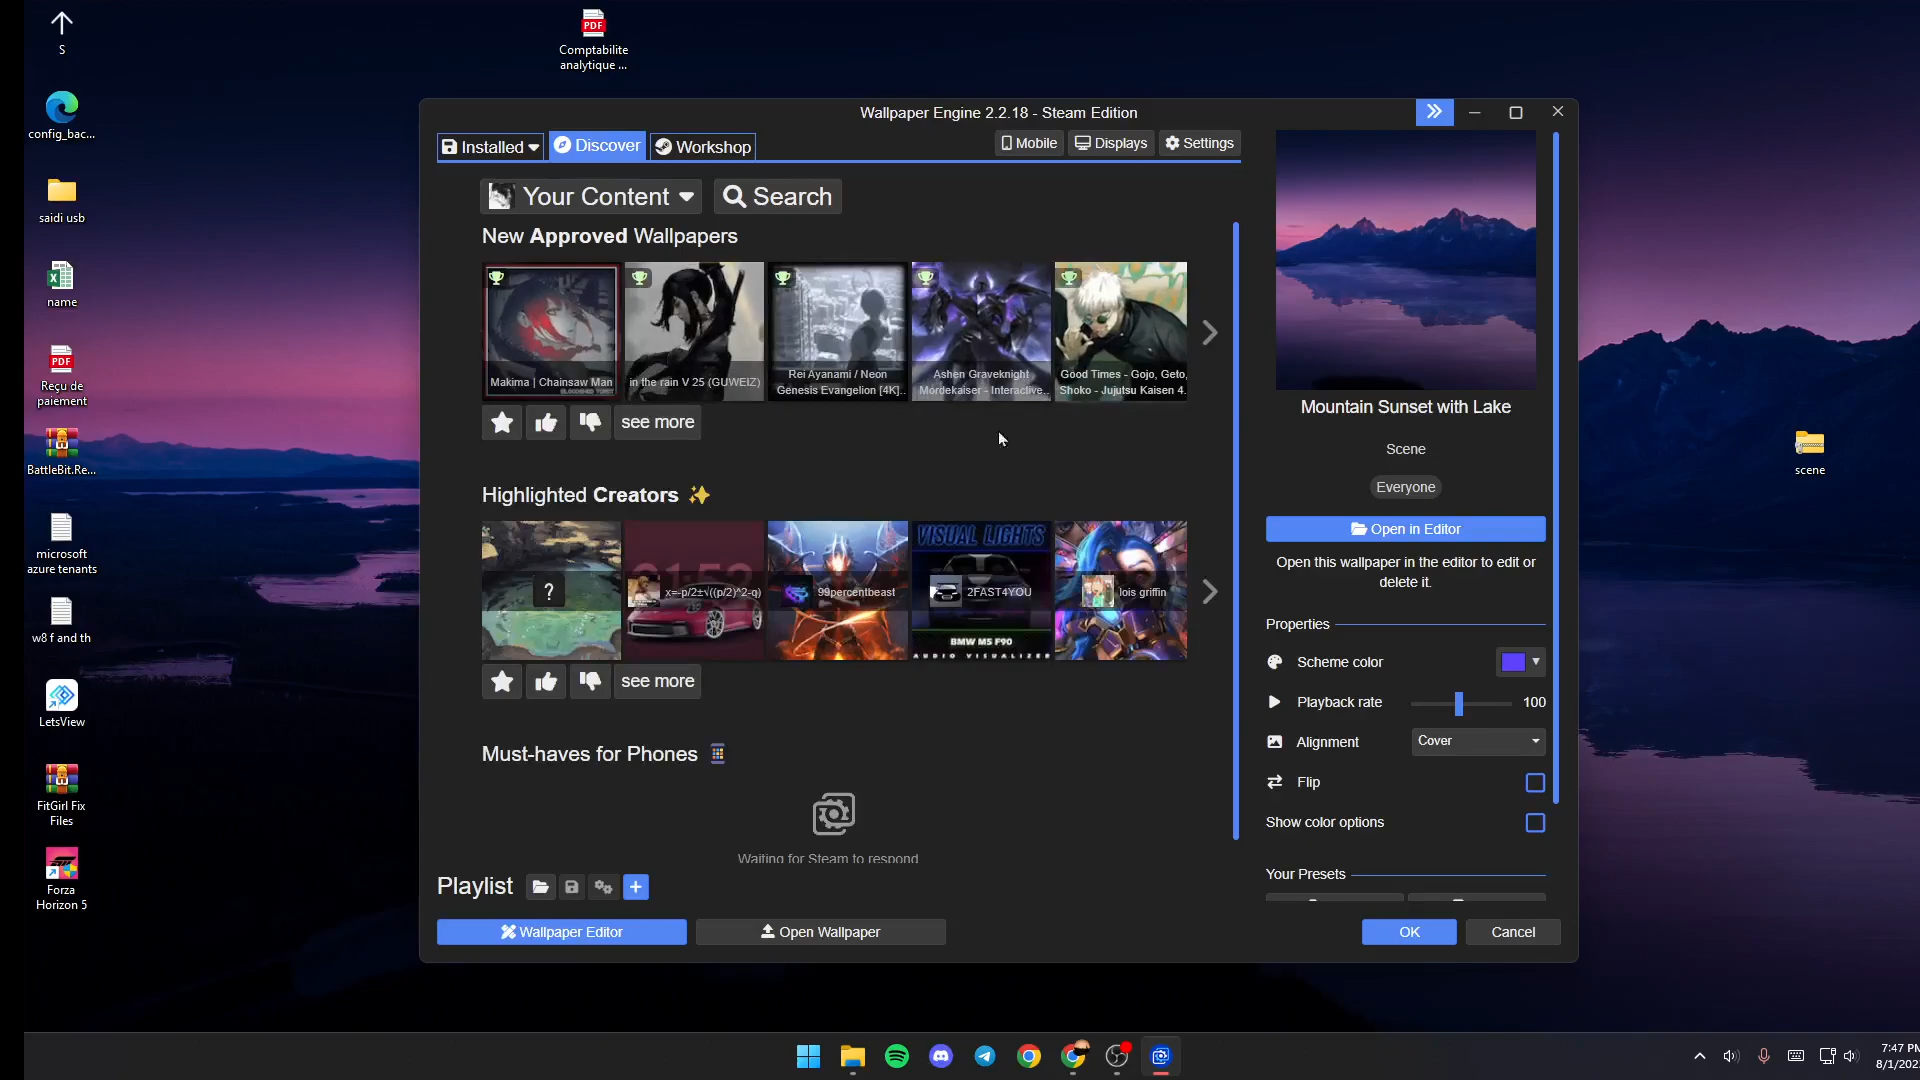 S
Comptabilite
analytique ...
config_bac...
saidi usb
name
PDF
Reçu de
paiement
BattleBit.Re...
microsoft
azure tenants
w8 f and th
LetsView
FitGirl Fix
Files
Forza
Horizon 5
scene
Wallpaper Engine 2.2.18 - Steam Edition
Installed
Discover
Workshop
Mobile
Displays
Settings
Your Content
Search
New Approved Wallpapers
Makima | Chainsaw Man
in the rain V 25 (GUWEIZ)
Rei Ayanami / Neon
Genesis Evangelion [4K]..
Ashen Graveknight
Mordekaiser - Interactive..
Good Times - Gojo, Geto,
Shoko - Jujutsu Kaisen 4.
see more
Highlighted Creators
?
x=-p/2±√((p/2)^2-q)
99percentbeast
VISUAL LIGHTS
2FAST4YOU
BMW M5 F90
AUDIO VISUALIZER
lois griffin
see more
Must-haves for Phones
Waiting for Steam to respond
Playlist
Wallpaper Editor
Open Wallpaper
Mountain Sunset with Lake
Scene
Everyone
Open in Editor
Open this wallpaper in the editor to edit or
delete it.
Properties
Scheme color
Playback rate
100
Alignment
Cover
Flip
Show color options
Your Presets
OK
Cancel
7:47 PM
8/1/202